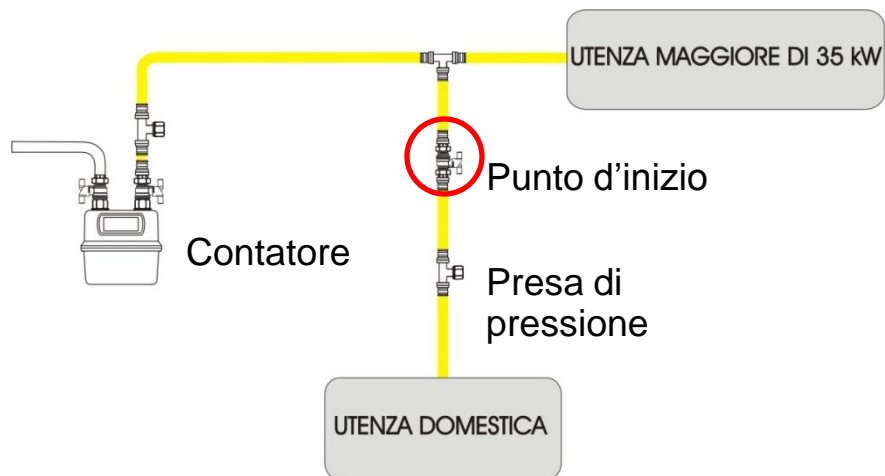 UTENZA MAGGIORE DI 35 kW
Punto d’inizio
Contatore
Presa di
pressione
UTENZA DOMESTICA